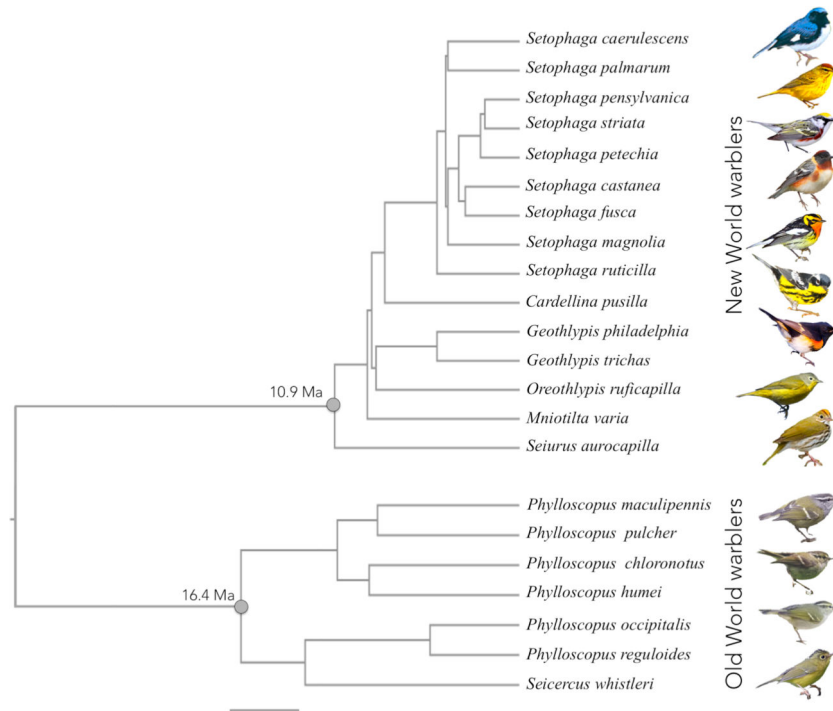 Setophaga caerulescens
Setophaga palmarum
Setophaga pensylvanica
Setophaga striata
Setophaga petechia
Setophaga castanea
Setophaga fusca
Setophaga magnolia
Setophaga ruticilla
Cardellina pusilla
Geothlypis philadelphia
Geothlypis trichas
Oreothlypis ruficapilla
Mniotilta varia
Seiurus aurocapilla
10.9 Ma
New World warblers
Phylloscopus maculipennis
Phylloscopus pulcher
Phylloscopus chloronotus
Phylloscopus humei
Phylloscopus occipitalis
Phylloscopus reguloides
Seicercus whistleri
16.4 Ma
Old World warblers